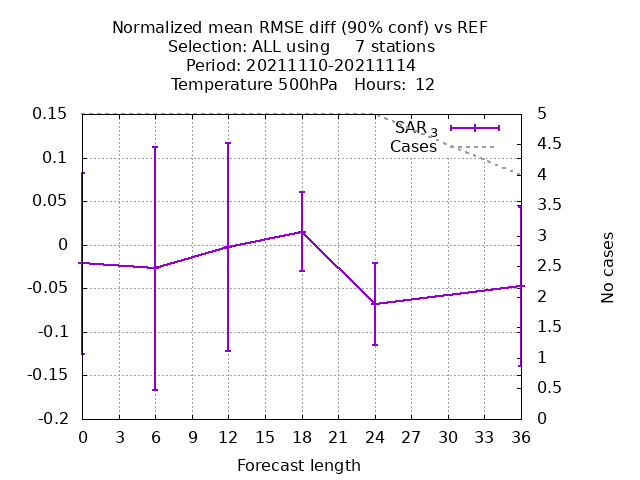 Normalized mean RMSE diff (90% conf) vs REF
Selection: ALL using     7 stations
Period: 20211110-20211114
Temperature 500hPa   Hours:  12
0.15
0.1
0.05
0
-0.05
-0.1
-0.15
-0.2
SAR3
Cases
5
4.5
4
3.5
3
2.5
2
1.5
1
0.5
0
No cases
0 3 6 9 12 15 18 21 24 27 30 33 36
Forecast length